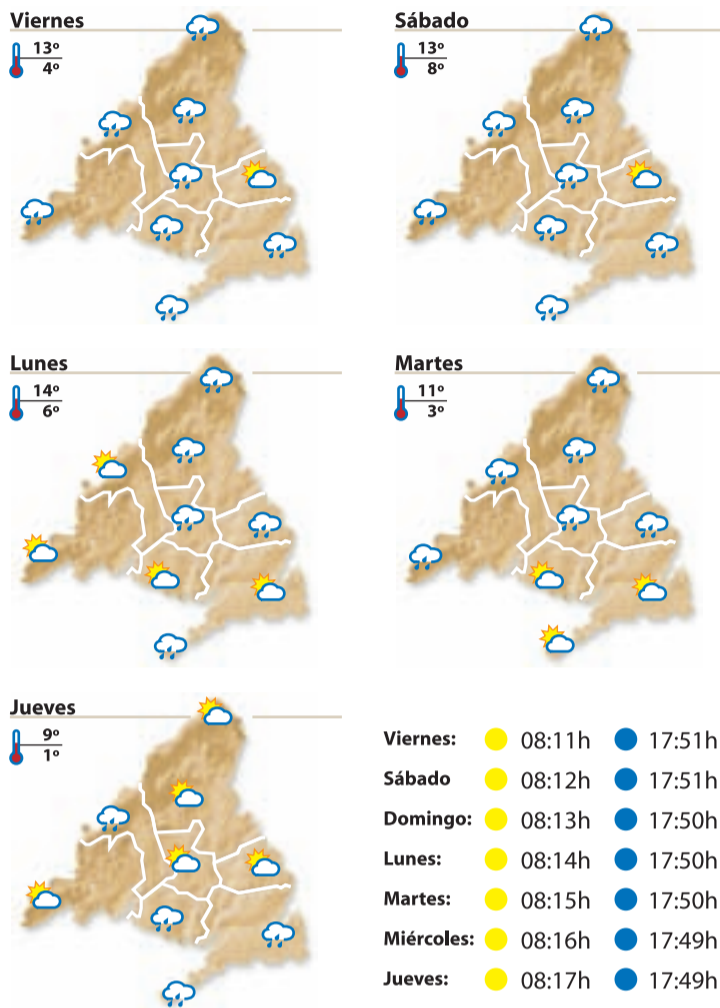 Viernes
13º
4º
Sábado
13º
8º
Lunes
14º
6º
Martes
11º
3º
Jueves
9º
1º
Viernes: 08:11h 17:51h
Sábado 08:12h 17:51h
Domingo: 08:13h 17:50h
Lunes: 08:14h 17:50h
Martes: 08:15h 17:50h
Miércoles: 08:16h 17:49h
Jueves: 08:17h 17:49h